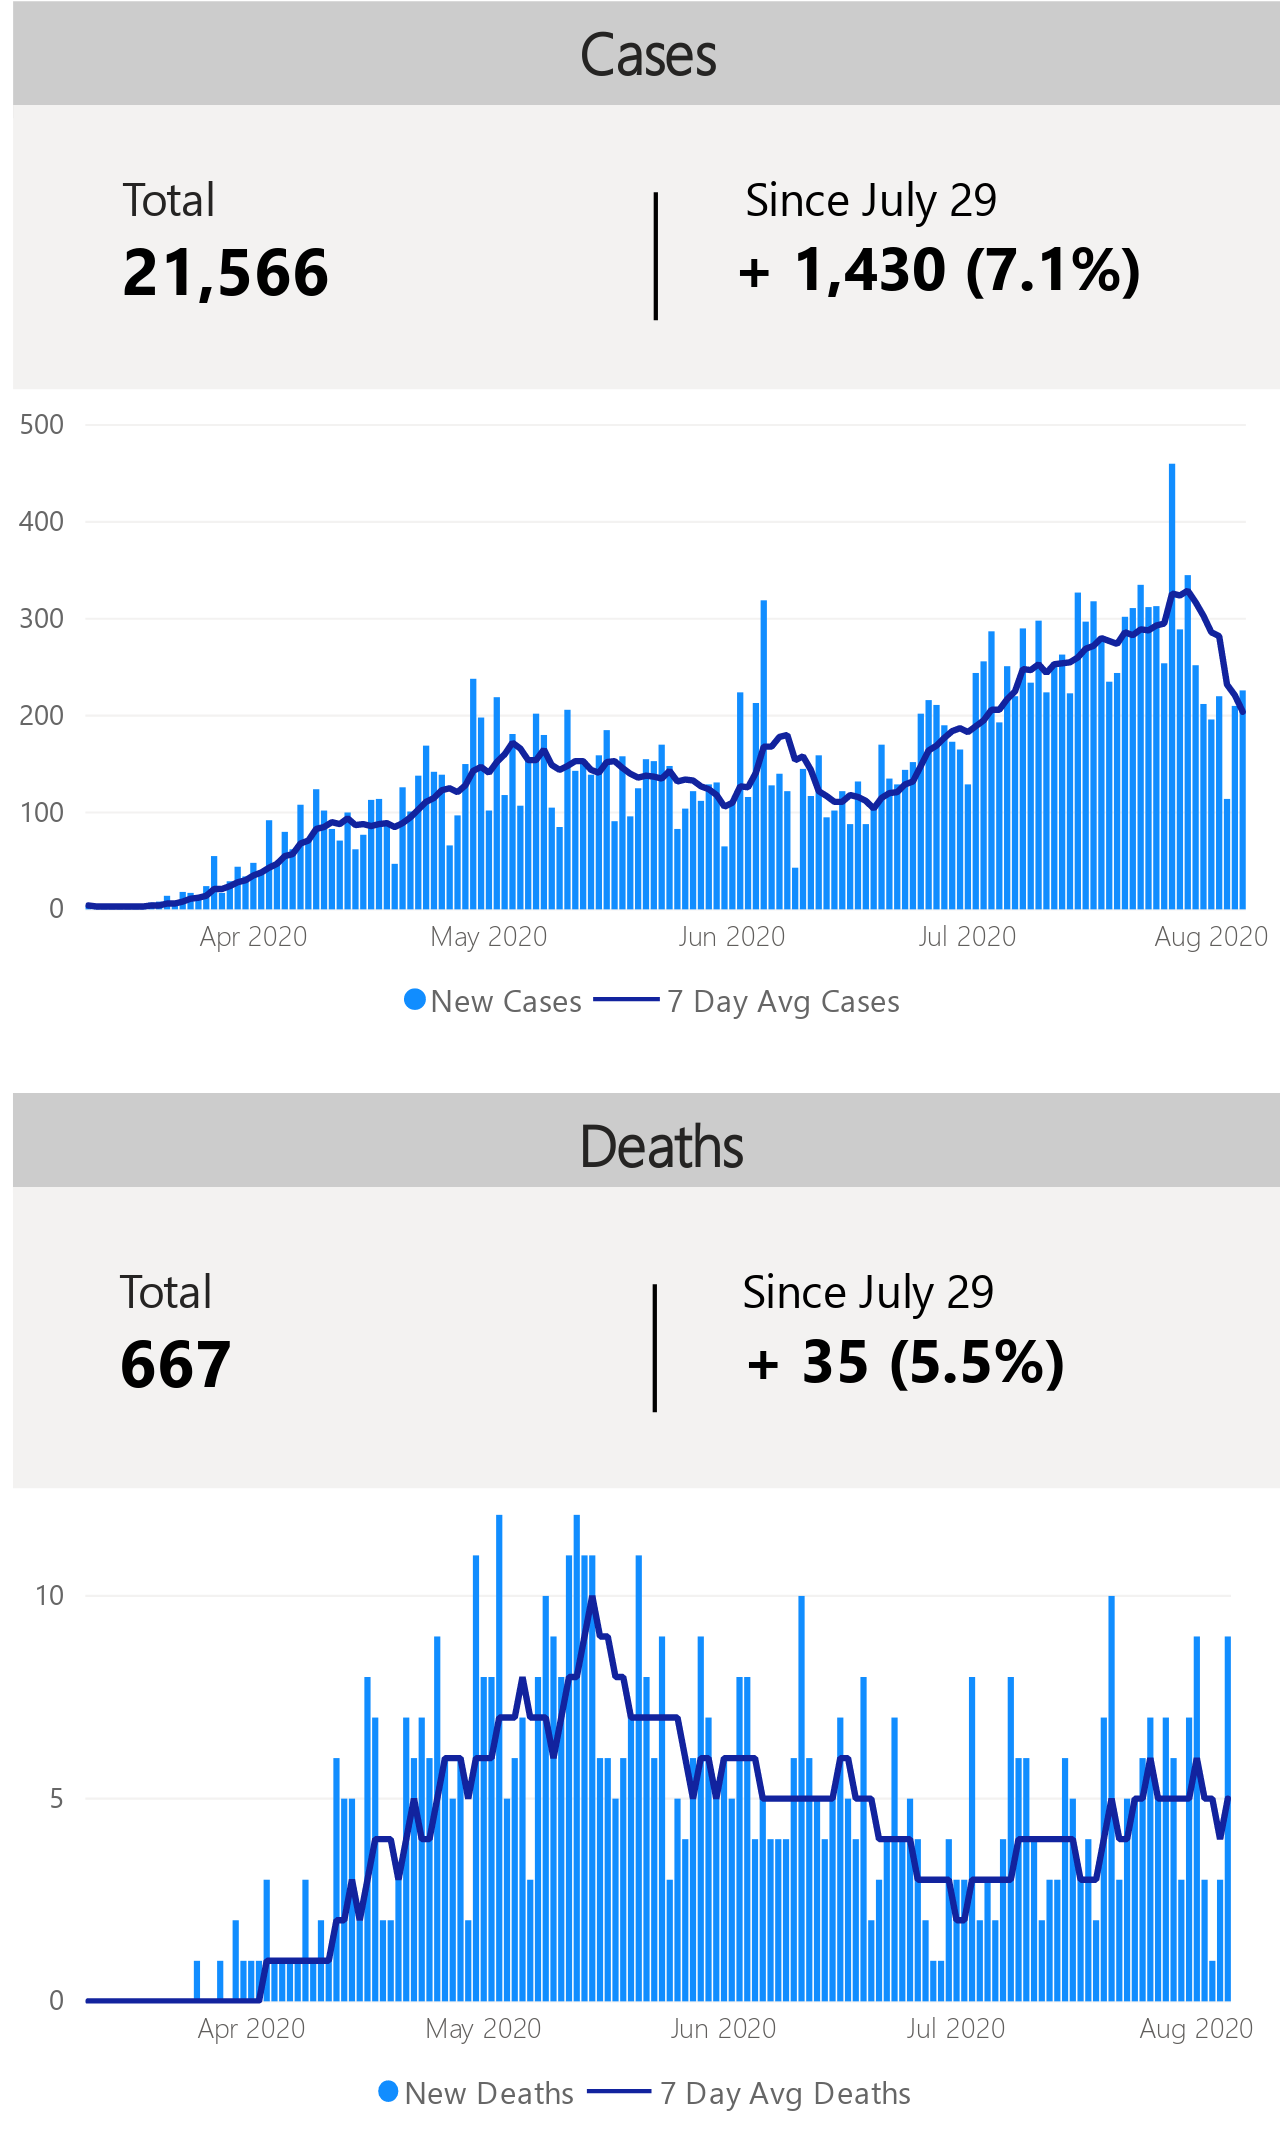 Cases
Total
Since July 29
21,566
+ 1,430 (7.1%)
500
400
300
200
100
0
Apr 2020 May 2020 Jun 2020 Jul 2020 Aug 2020
New Cases 7 Day Avg Cases
Deaths
Total
Since July 29
667
+ 35 (5.5%)
10
5
0
Apr 2020 May 2020 Jun 2020 Jul 2020 Aug 2020
New Deaths 7 Day Avg Deaths